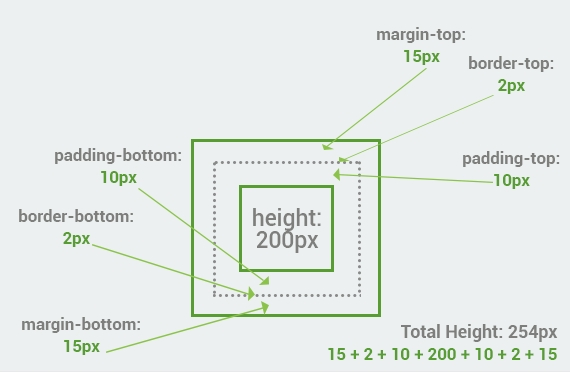 margin-top:
15px
border-top:
2px
padding-bottom:
10px
padding-top:
10px
border-bottom:
2px
height:
200px
margin-bottom:
15px
Total Height: 254px
15 + 2 + 10 + 200 + 10 + 2 + 15